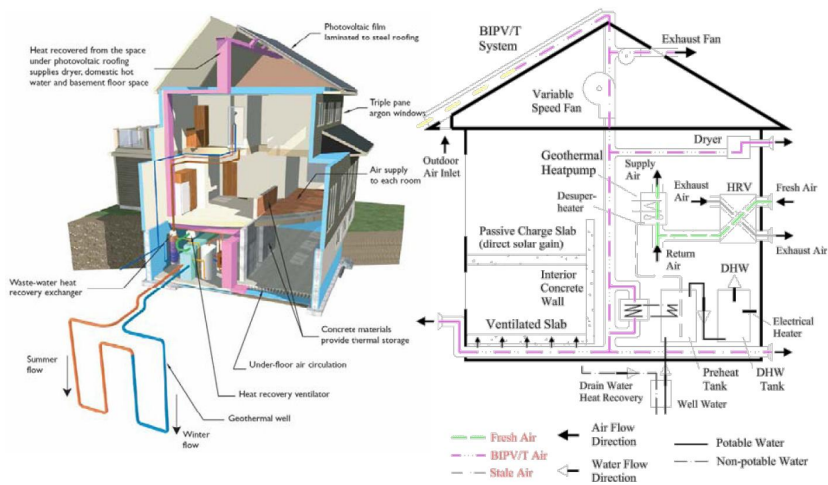 Photovoltaic film
laminated to steel roofing
Heat recovered from the space
under photovoltaic roofing
supplies dryer, domestic hot
water and basement floor space
Triple pane
argon windows
Air supply
to each room
Waste-water heat
recovery exchanger
Concrete materials
provide thermal storage
Under-floor air circulation
Summer
flow
Heat recovery ventilator
Geothermal well
Winter
flow
BIPV/T
System
Exhaust Fan
Variable
Speed Fan
Outdoor
Air Inlet
Dryer
Geothermal
Heatpump
Supply
Air
Desuper-
heater
Exhaust
Air
HRV
Fresh Air
Exhaust Air
Return
Air
Passive Charge Slab
(direct solar gain)
Interior
Concrete
Wall
Ventilated Slab
DHW
Electrical
Heater
Drain Water
Heat Recovery
Well Water
Preheat
Tank
DHW
Tank
Fresh Air
BIPV/T Air
Stale Air
Air Flow
Direction
Water Flow
Direction
Potable Water
Non-potable Water